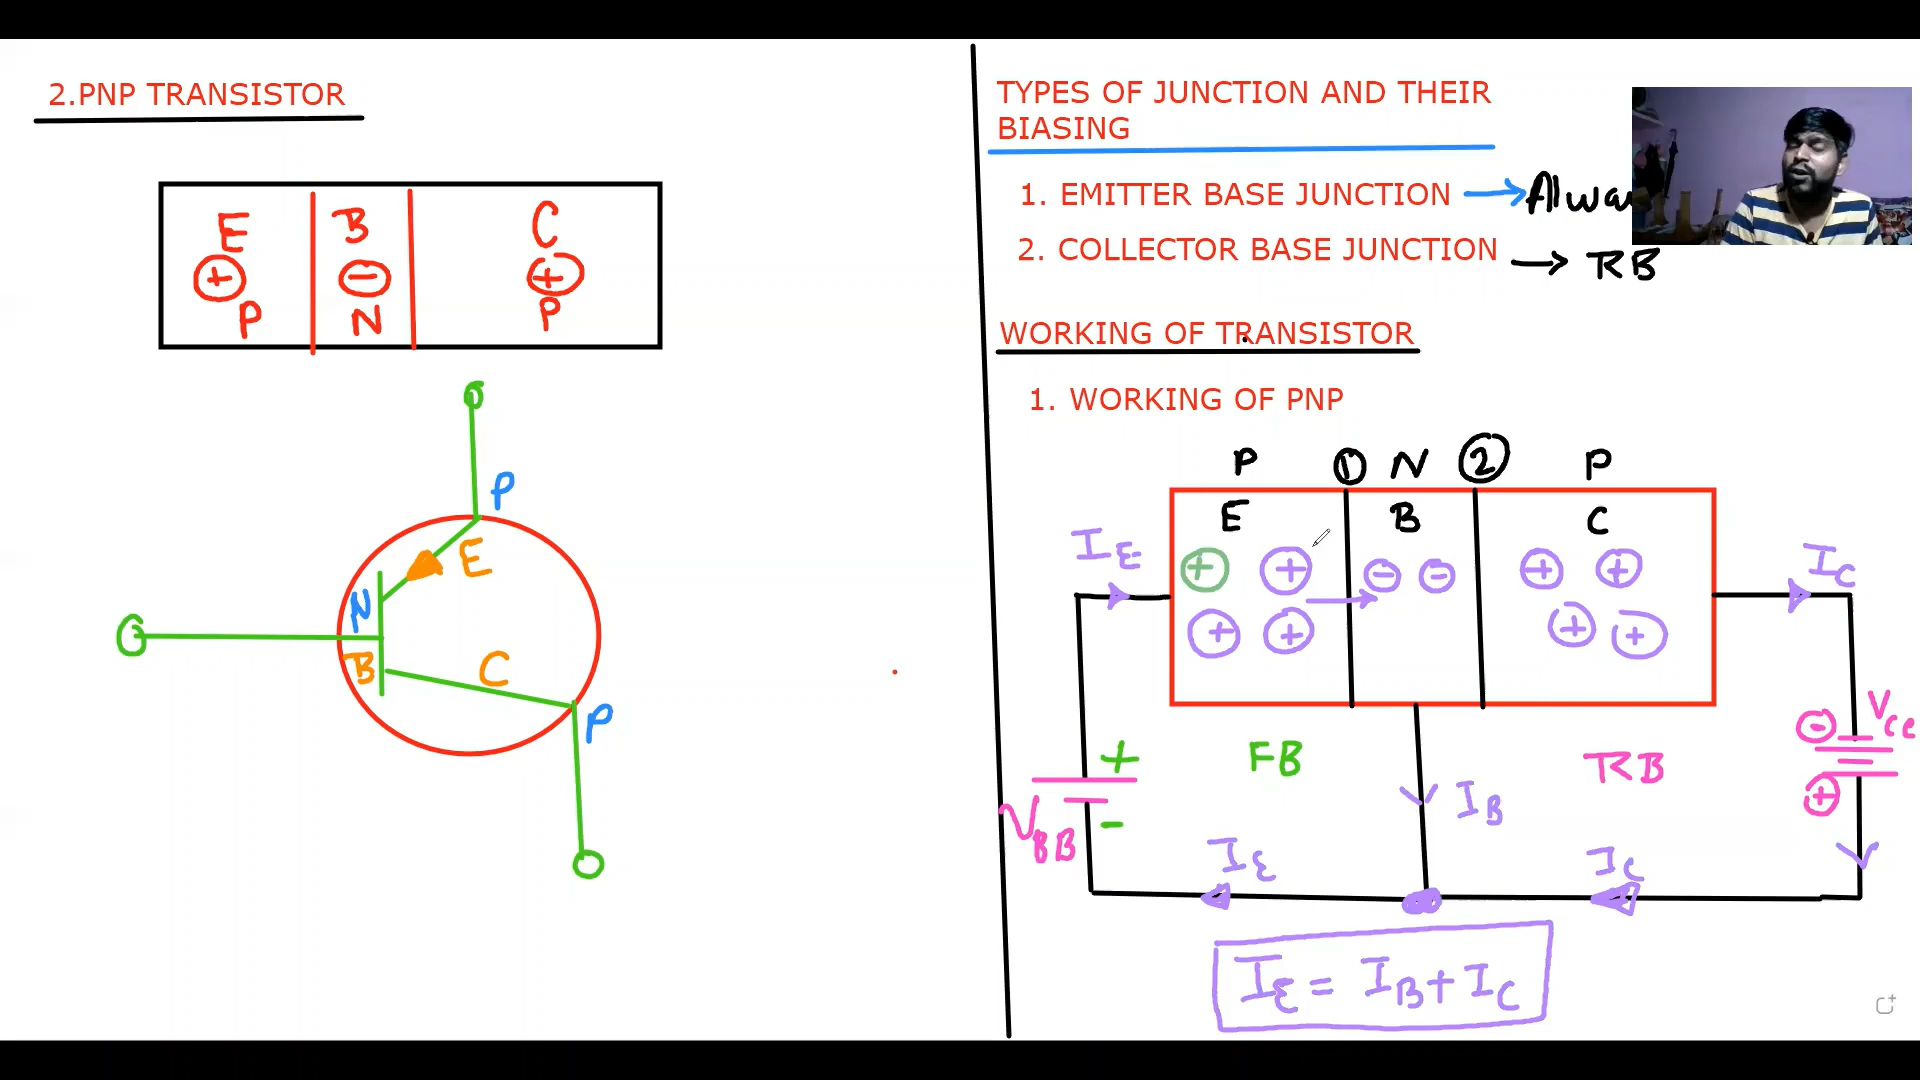 2.PNP TRANSISTOR
E B C
+ − +
P N P
P
E
N
B C
P
TYPES OF JUNCTION AND THEIR
BIASING
1. EMITTER BASE JUNCTION →
2. COLLECTOR BASE JUNCTION → RB
WORKING OF TRANSISTOR
1. WORKING OF PNP
P 1 N 2 P
E B C
IE + + − − + + IC
+ + + +
FB RB
+ − VCC
VBB − IB +
IE IC
IE = IB + IC